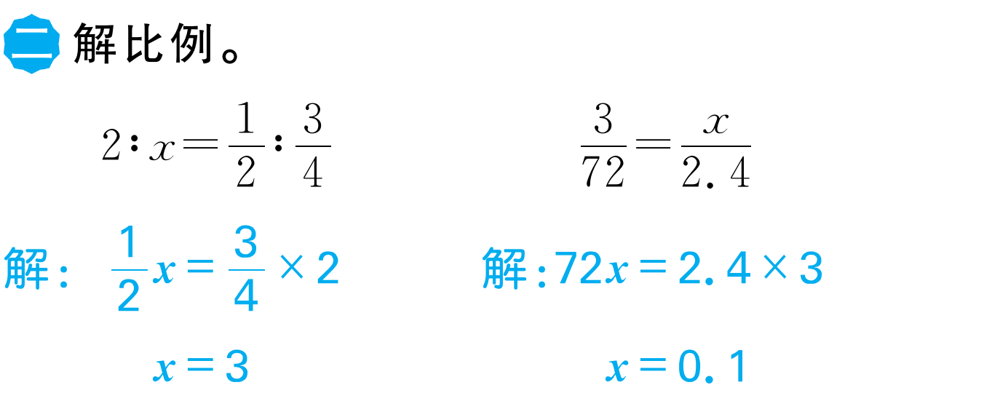 二 解比例。
2:x=1/2:3/4
3/72=x/2.4
解: 1/2x=3/4×2
解:72x=2.4×3
x=3
x=0.1